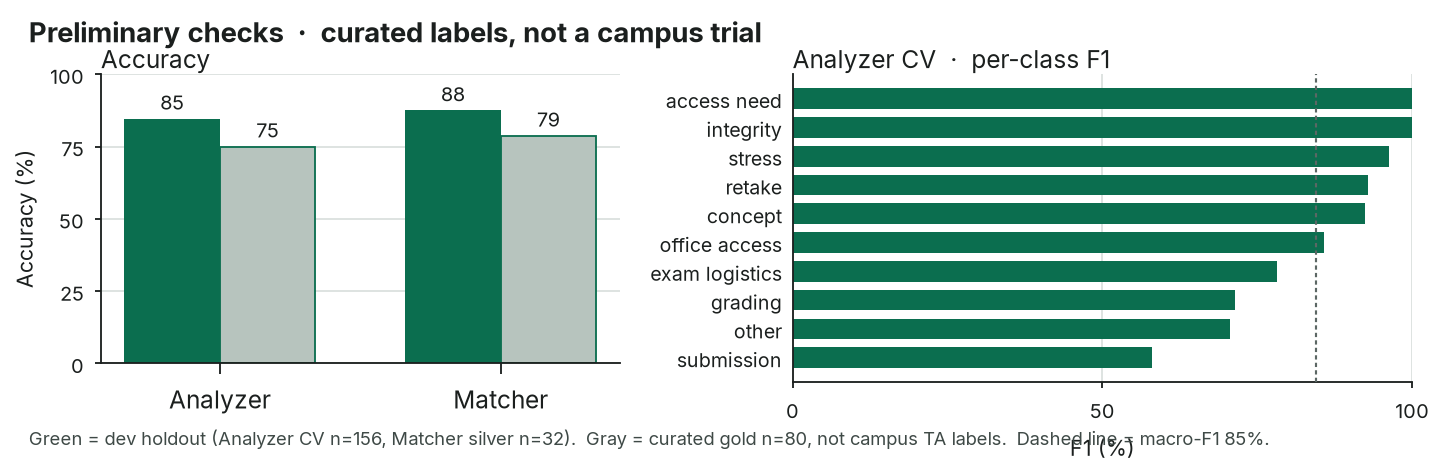 Preliminary checks · curated labels, not a campus trial
Accuracy
Accuracy (%)
100
75
50
25
0
85
75
88
79
Analyzer
Matcher
Analyzer CV · per-class F1
access need
integrity
stress
retake
concept
office access
exam logistics
grading
other
submission
0
50
100
F1 (%)
Green = dev holdout (Analyzer CV n=156, Matcher silver n=32). Gray = curated gold n=80, not campus TA labels. Dashed line = macro-F1 85%.